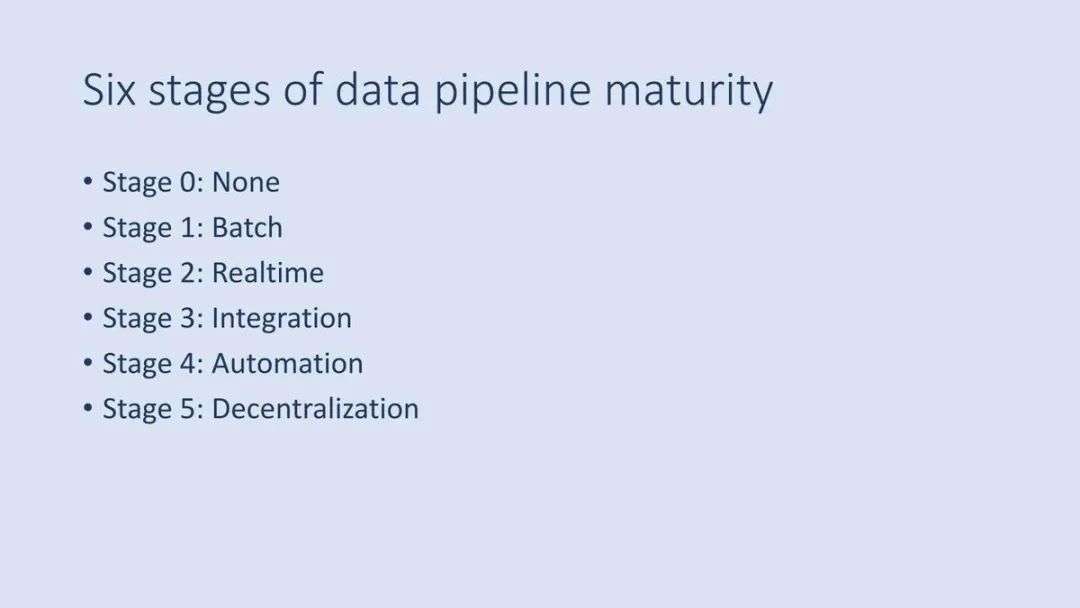 Six stages of data pipeline maturity
• Stage 0: None
• Stage 1: Batch
• Stage 2: Realtime
• Stage 3: Integration
• Stage 4: Automation
• Stage 5: Decentralization